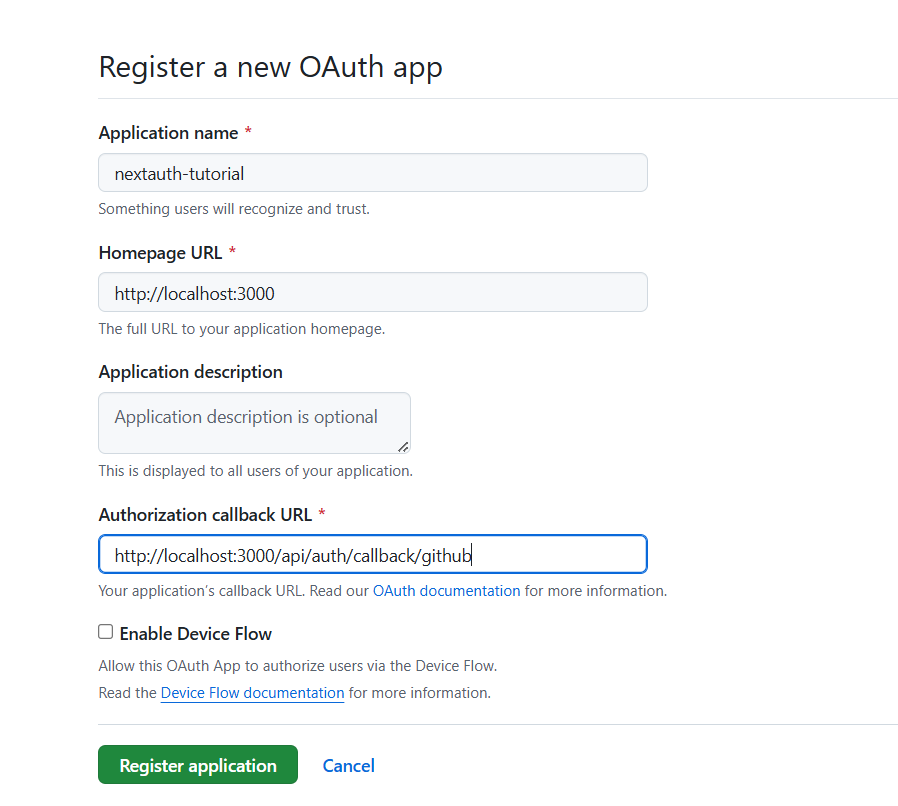 Register a new OAuth app
Application name *
nextauth-tutorial
Something users will recognize and trust.
Homepage URL *
http://localhost:3000
The full URL to your application homepage.
Application description
Application description is optional
This is displayed to all users of your application.
Authorization callback URL *
http://localhost:3000/api/auth/callback/github
Your application’s callback URL. Read our OAuth documentation for more information.
Enable Device Flow
Allow this OAuth App to authorize users via the Device Flow.
Read the Device Flow documentation for more information.
Register application Cancel